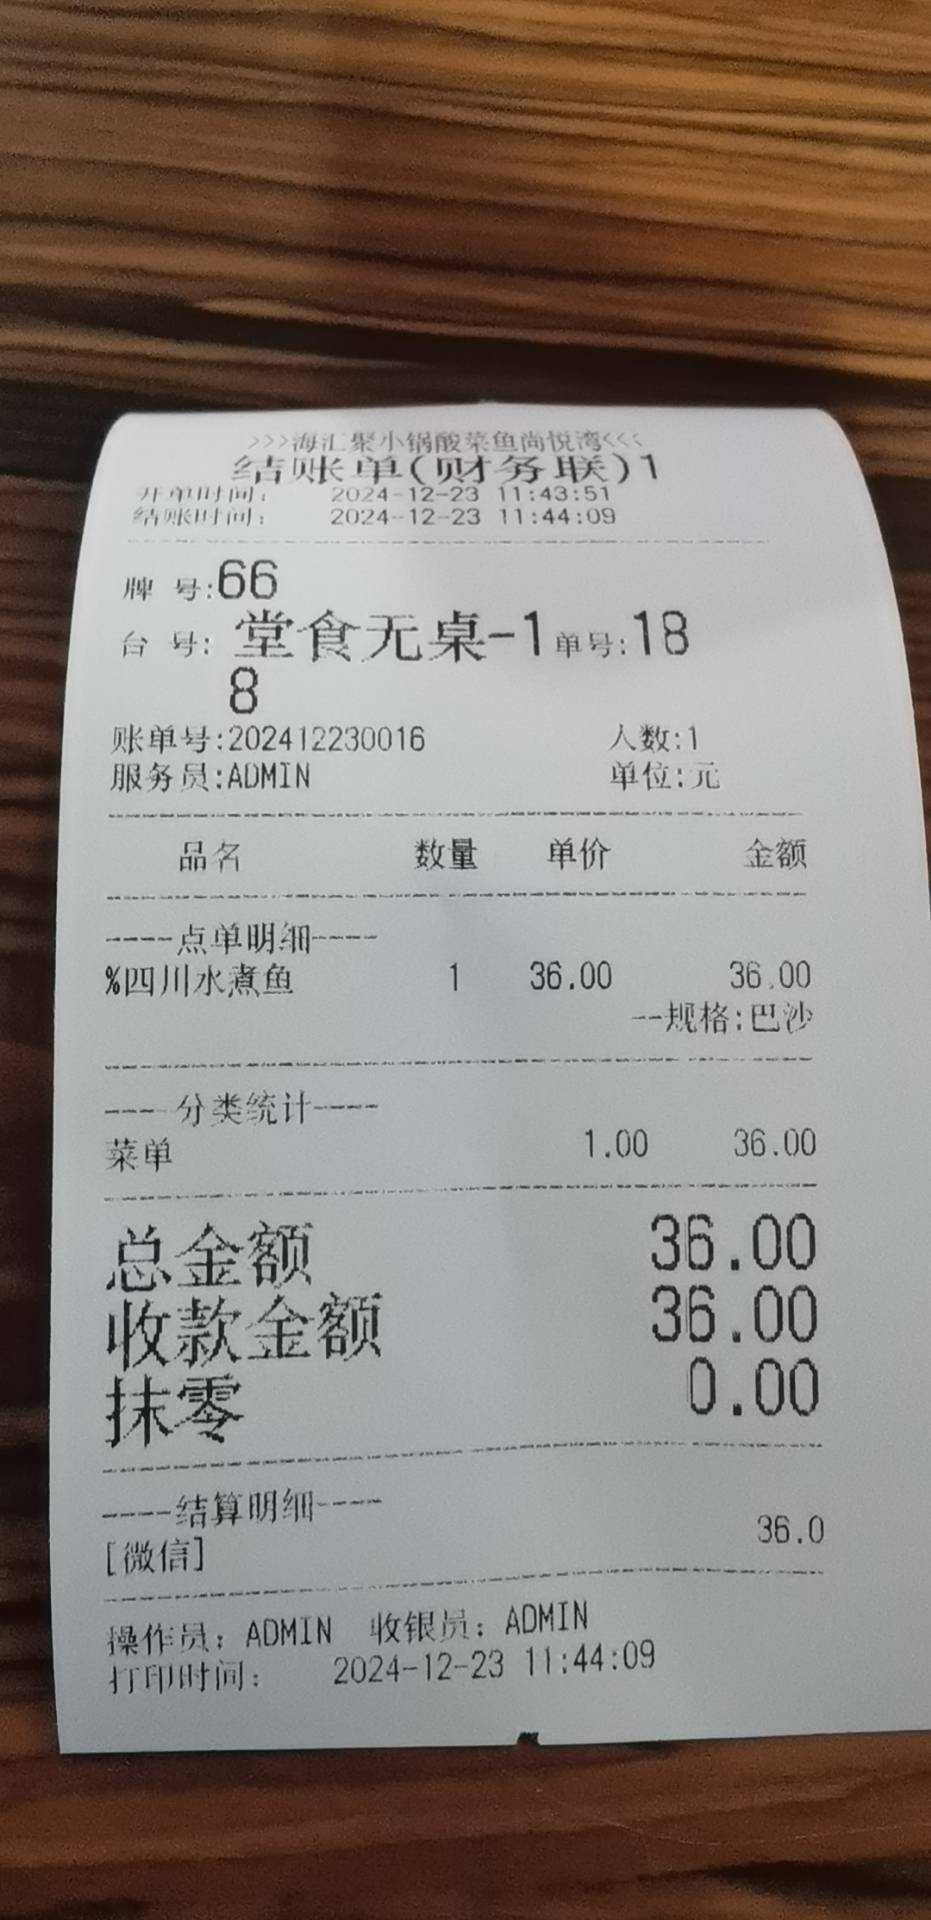 >>>海汇聚小锅酸菜鱼尚悦湾<<<
结账单(财务联)1
开单时间: 2024-12-23 11:43:51
结账时间: 2024-12-23 11:44:09
牌 号:66
台 号: 堂食无桌-1 单号:18
8
账单号:202412230016 人数:1
服务员:ADMIN 单位:元
品名 数量 单价 金额
----点单明细----
%四川水煮鱼 1 36.00 36.00
--规格:巴沙
----分类统计----
菜单 1.00 36.00
总金额 36.00
收款金额 36.00
抹零 0.00
----结算明细----
[微信] 36.0
操作员: ADMIN 收银员: ADMIN
打印时间: 2024-12-23 11:44:09